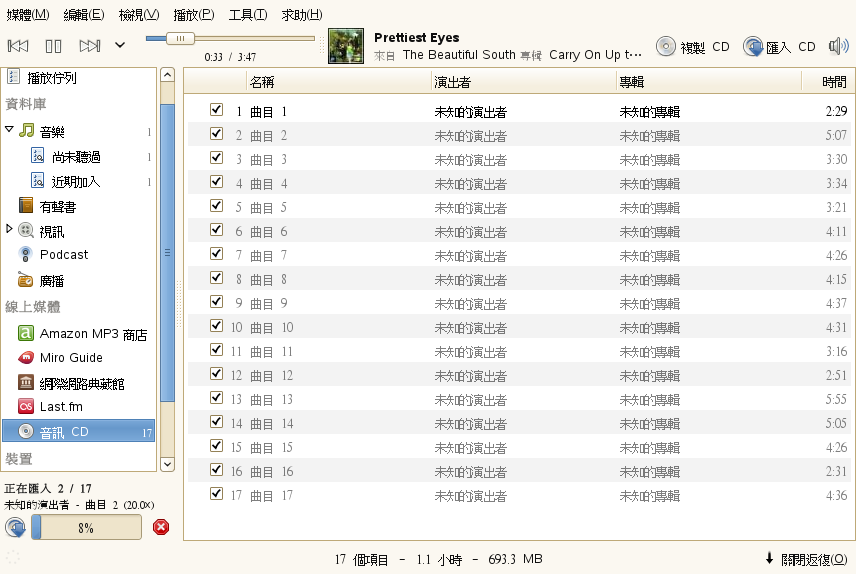 媒體(M) 編輯(E) 檢視(V) 播放(P) 工具(T) 求助(H)
0:33 / 3:47
Prettiest Eyes
來自 The Beautiful South 專輯 Carry On Up t...
複製 CD
匯入 CD
播放佇列
資料庫
音樂 1
尚未聽過 1
近期加入 1
有聲書
視訊
Podcast
廣播
線上媒體
Amazon MP3 商店
Miro Guide
網際網路典藏館
Last.fm
音訊 CD 17
裝置
正在匯入 2 / 17
未知的演出者 - 曲目 2 (20.0x)
8%
名稱 演出者 專輯 時間
1 曲目 1 未知的演出者 未知的專輯 2:29
2 曲目 2 未知的演出者 未知的專輯 5:07
3 曲目 3 未知的演出者 未知的專輯 3:30
4 曲目 4 未知的演出者 未知的專輯 3:34
5 曲目 5 未知的演出者 未知的專輯 3:21
6 曲目 6 未知的演出者 未知的專輯 4:11
7 曲目 7 未知的演出者 未知的專輯 4:26
8 曲目 8 未知的演出者 未知的專輯 4:15
9 曲目 9 未知的演出者 未知的專輯 4:37
10 曲目 10 未知的演出者 未知的專輯 4:31
11 曲目 11 未知的演出者 未知的專輯 3:16
12 曲目 12 未知的演出者 未知的專輯 2:51
13 曲目 13 未知的演出者 未知的專輯 5:55
14 曲目 14 未知的演出者 未知的專輯 5:05
15 曲目 15 未知的演出者 未知的專輯 4:26
16 曲目 16 未知的演出者 未知的專輯 2:31
17 曲目 17 未知的演出者 未知的專輯 4:36
17 個項目 - 1.1 小時 - 693.3 MB
關閉返復(O)